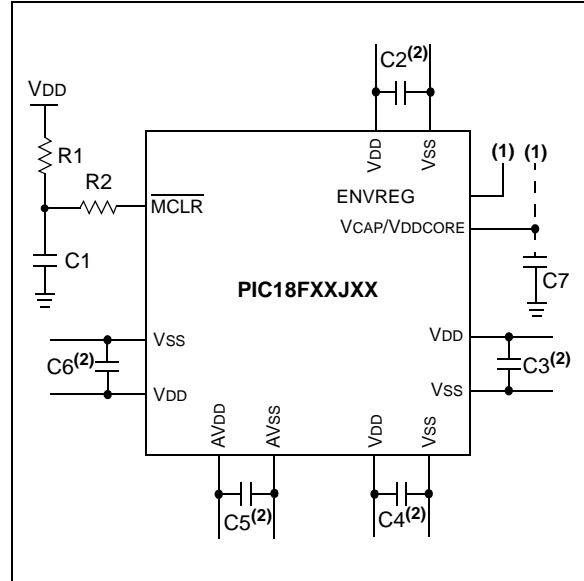 C2(2)
VDD
VDD
VSS
(1) (1)
R1
R2
MCLR
ENVREG
VCAP/VDDCORE
C1
C7
PIC18FXXJXX
VSS
VDD
C6(2)
C3(2)
VDD
VSS
AVDD
AVSS
VDD
VSS
C5(2)
C4(2)